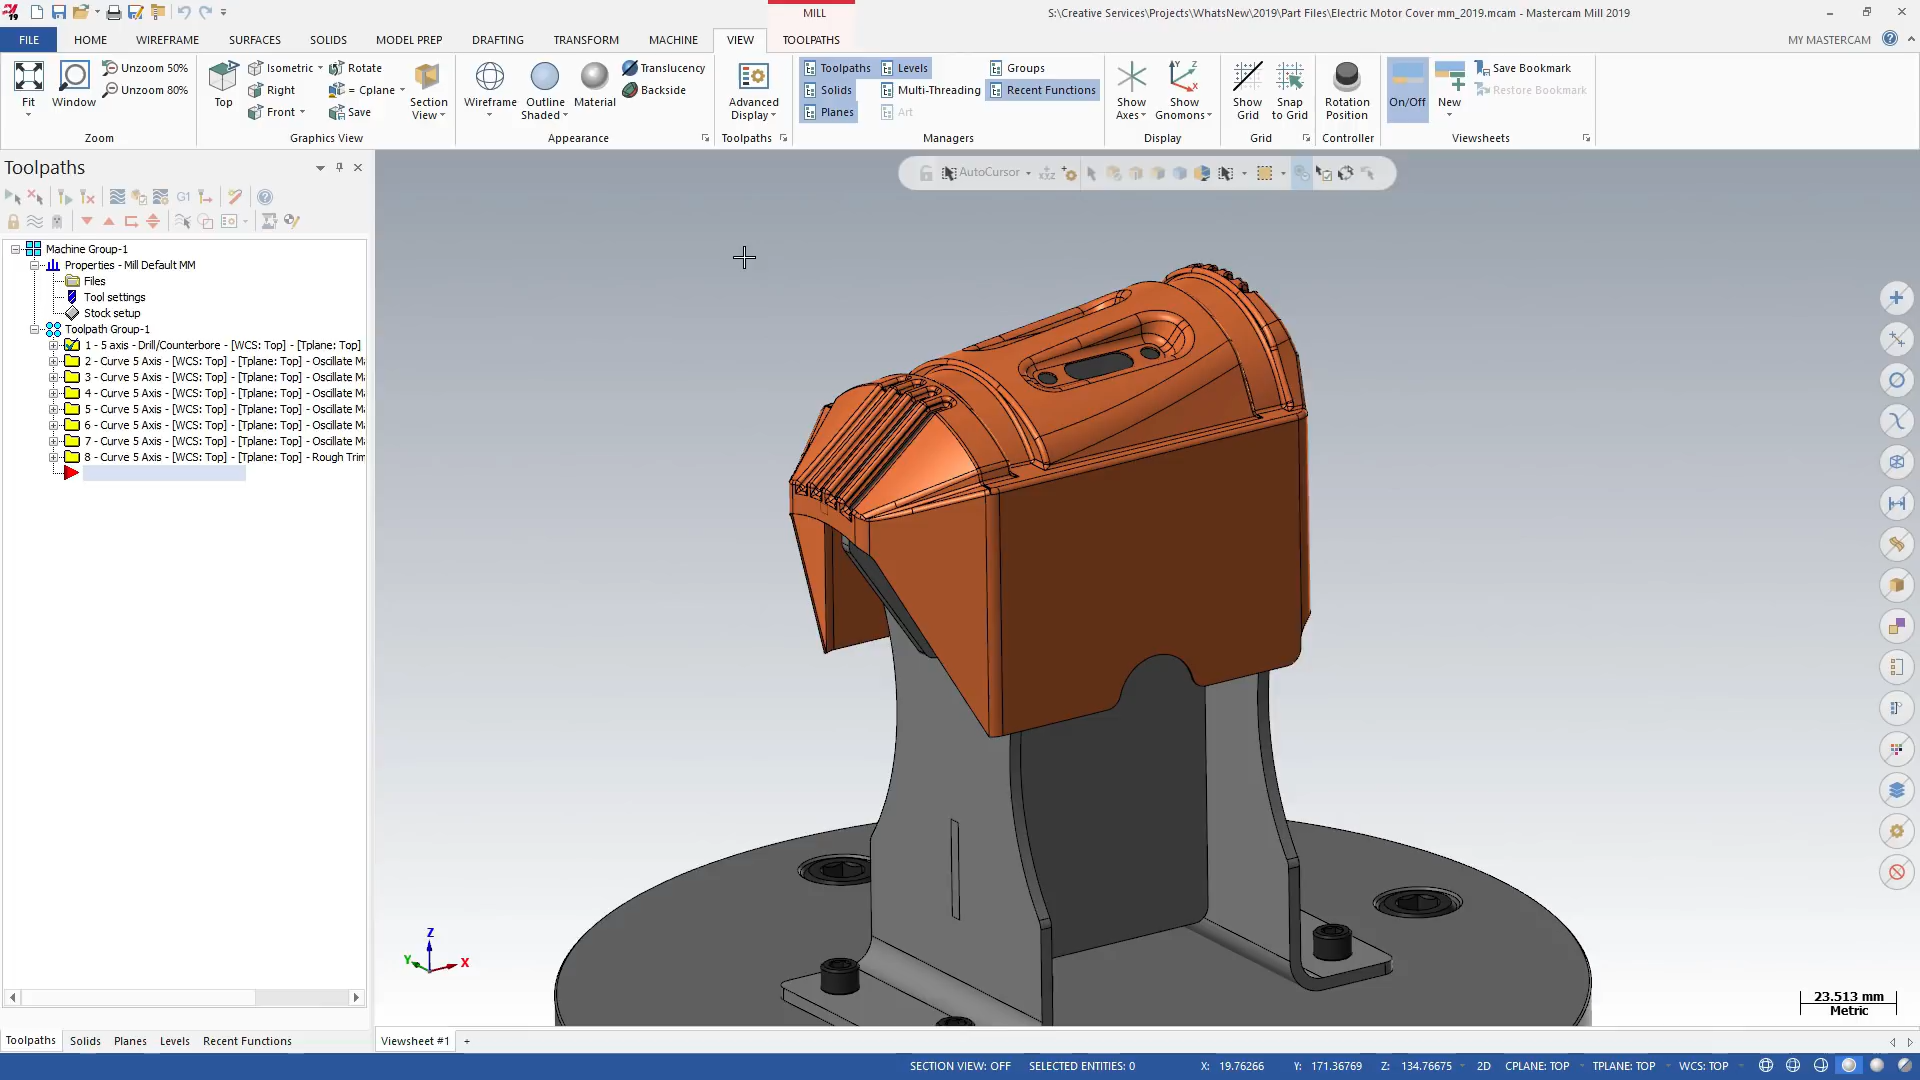 MILL
S:\Creative Services\Projects\WhatsNew\2019\Part Files\Electric Motor Cover mm_2019.mcam - Mastercam Mill 2019
FILE HOME WIREFRAME SURFACES SOLIDS MODEL PREP DRAFTING TRANSFORM MACHINE VIEW TOOLPATHS MY MASTERCAM
Fit
Window
Unzoom 50%
Unzoom 80%
Zoom
Top
Isometric
Right
Front
Rotate
= Cplane
Save
Section View
Graphics View
Wireframe
Outline Shaded
Material
Translucency
Backside
Appearance
Advanced Display
Toolpaths
Toolpaths
Solids
Planes
Levels
Multi-Threading
Art
Groups
Recent Functions
Managers
Show Axes
Show Gnomons
Display
Show Grid
Snap to Grid
Grid
Rotation Position
Controller
On/Off
New
Save Bookmark
Restore Bookmark
Viewsheets
Toolpaths
AutoCursor
G1
Machine Group-1
Properties - Mill Default MM
Files
Tool settings
Stock setup
Toolpath Group-1
1 - 5 axis - Drill/Counterbore - [WCS: Top] - [Tplane: Top]
2 - Curve 5 Axis - [WCS: Top] - [Tplane: Top] - Oscillate M
3 - Curve 5 Axis - [WCS: Top] - [Tplane: Top] - Oscillate M
4 - Curve 5 Axis - [WCS: Top] - [Tplane: Top] - Oscillate M
5 - Curve 5 Axis - [WCS: Top] - [Tplane: Top] - Oscillate M
6 - Curve 5 Axis - [WCS: Top] - [Tplane: Top] - Oscillate M
7 - Curve 5 Axis - [WCS: Top] - [Tplane: Top] - Oscillate M
8 - Curve 5 Axis - [WCS: Top] - [Tplane: Top] - Rough Trim
Z
Y
X
23.513 mm
Metric
Toolpaths Solids Planes Levels Recent Functions
Viewsheet #1 +
SECTION VIEW: OFF SELECTED ENTITIES: 0 X: 19.76266 Y: 171.36769 Z: 134.76675 2D CPLANE: TOP TPLANE: TOP WCS: TOP